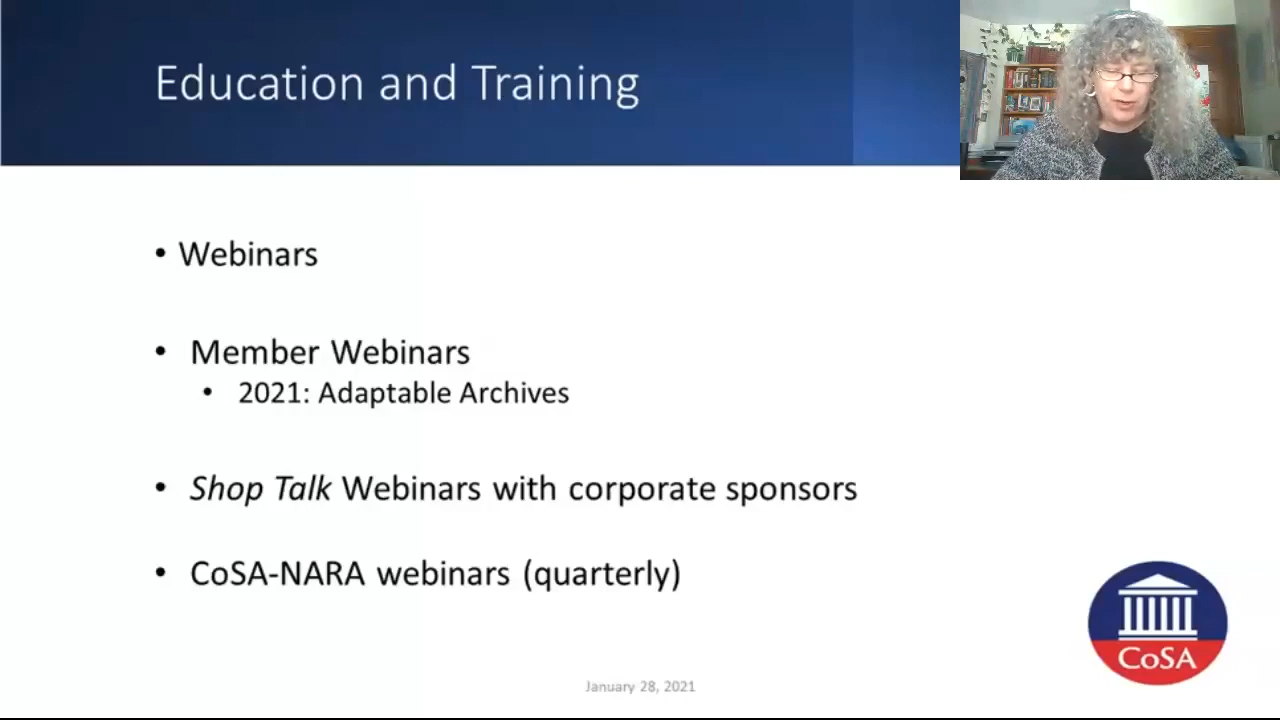 Education and Training
• Webinars
• Member Webinars
• 2021: Adaptable Archives
• Shop Talk Webinars with corporate sponsors
• CoSA-NARA webinars (quarterly)
CoSA
January 28, 2021